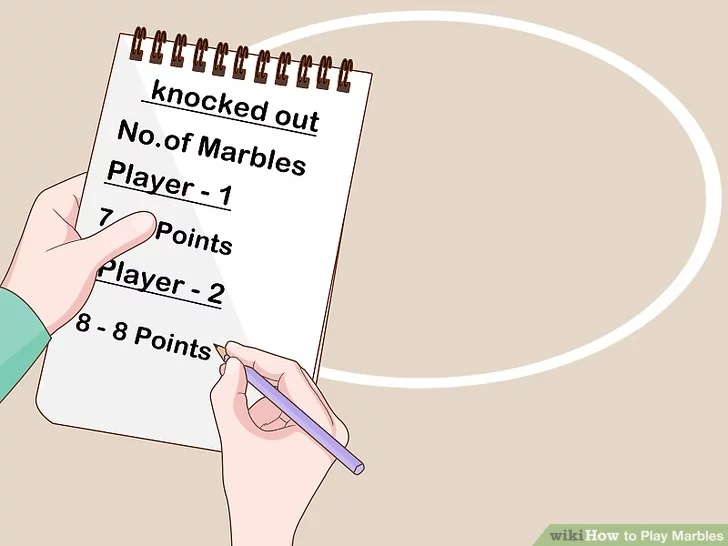 knocked out
No.of Marbles
Player - 1
7 Points
Player - 2
8 - 8 Points
wikiHow to Play Marbles